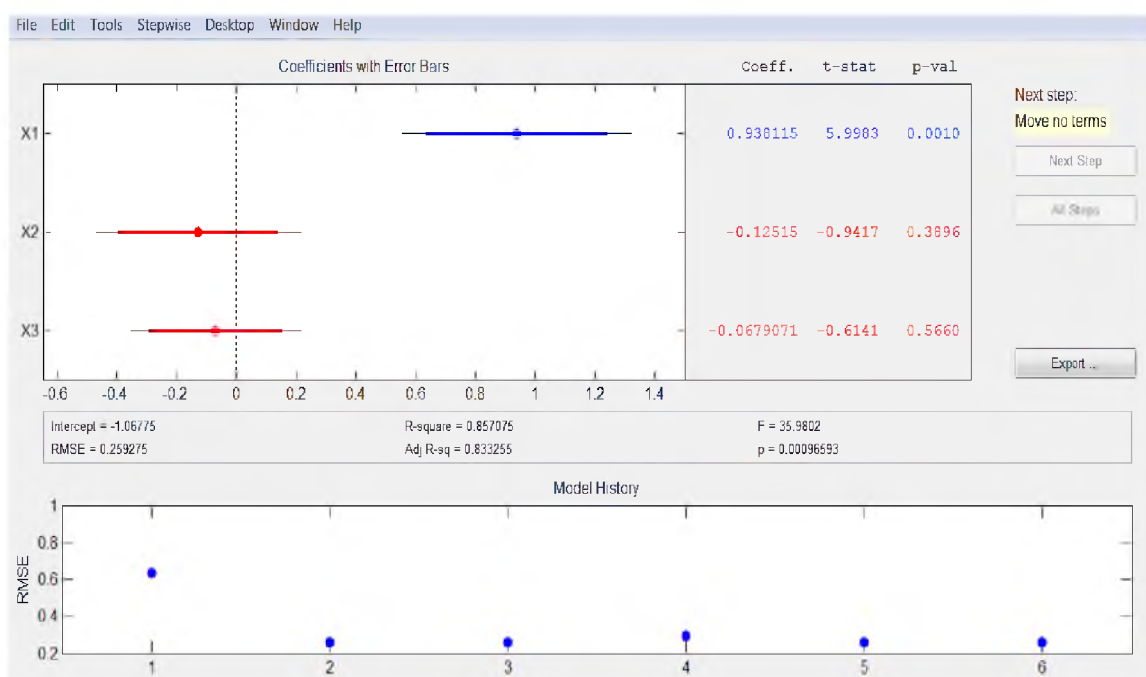 File Edit Tools Stepwise Desktop Window Help
Coefficients with Error Bars
Coeff. t-stat p-val
Next step:
Move no terms
X1 0.938115 5.9983 0.0010
Next Step
All Steps
X2 -0.12515 -0.9417 0.3896
X3 -0.0679071 -0.6141 0.5660
Export ...
-0.6 -0.4 -0.2 0 0.2 0.4 0.6 0.8 1 1.2 1.4
Intercept = -1.06775 R-square = 0.857075 F = 35.9802
RMSE = 0.259275 Adj R-sq = 0.833255 p = 0.00096593
Model History
1
0.8
0.6
0.4
0.2
RMSE
1 2 3 4 5 6